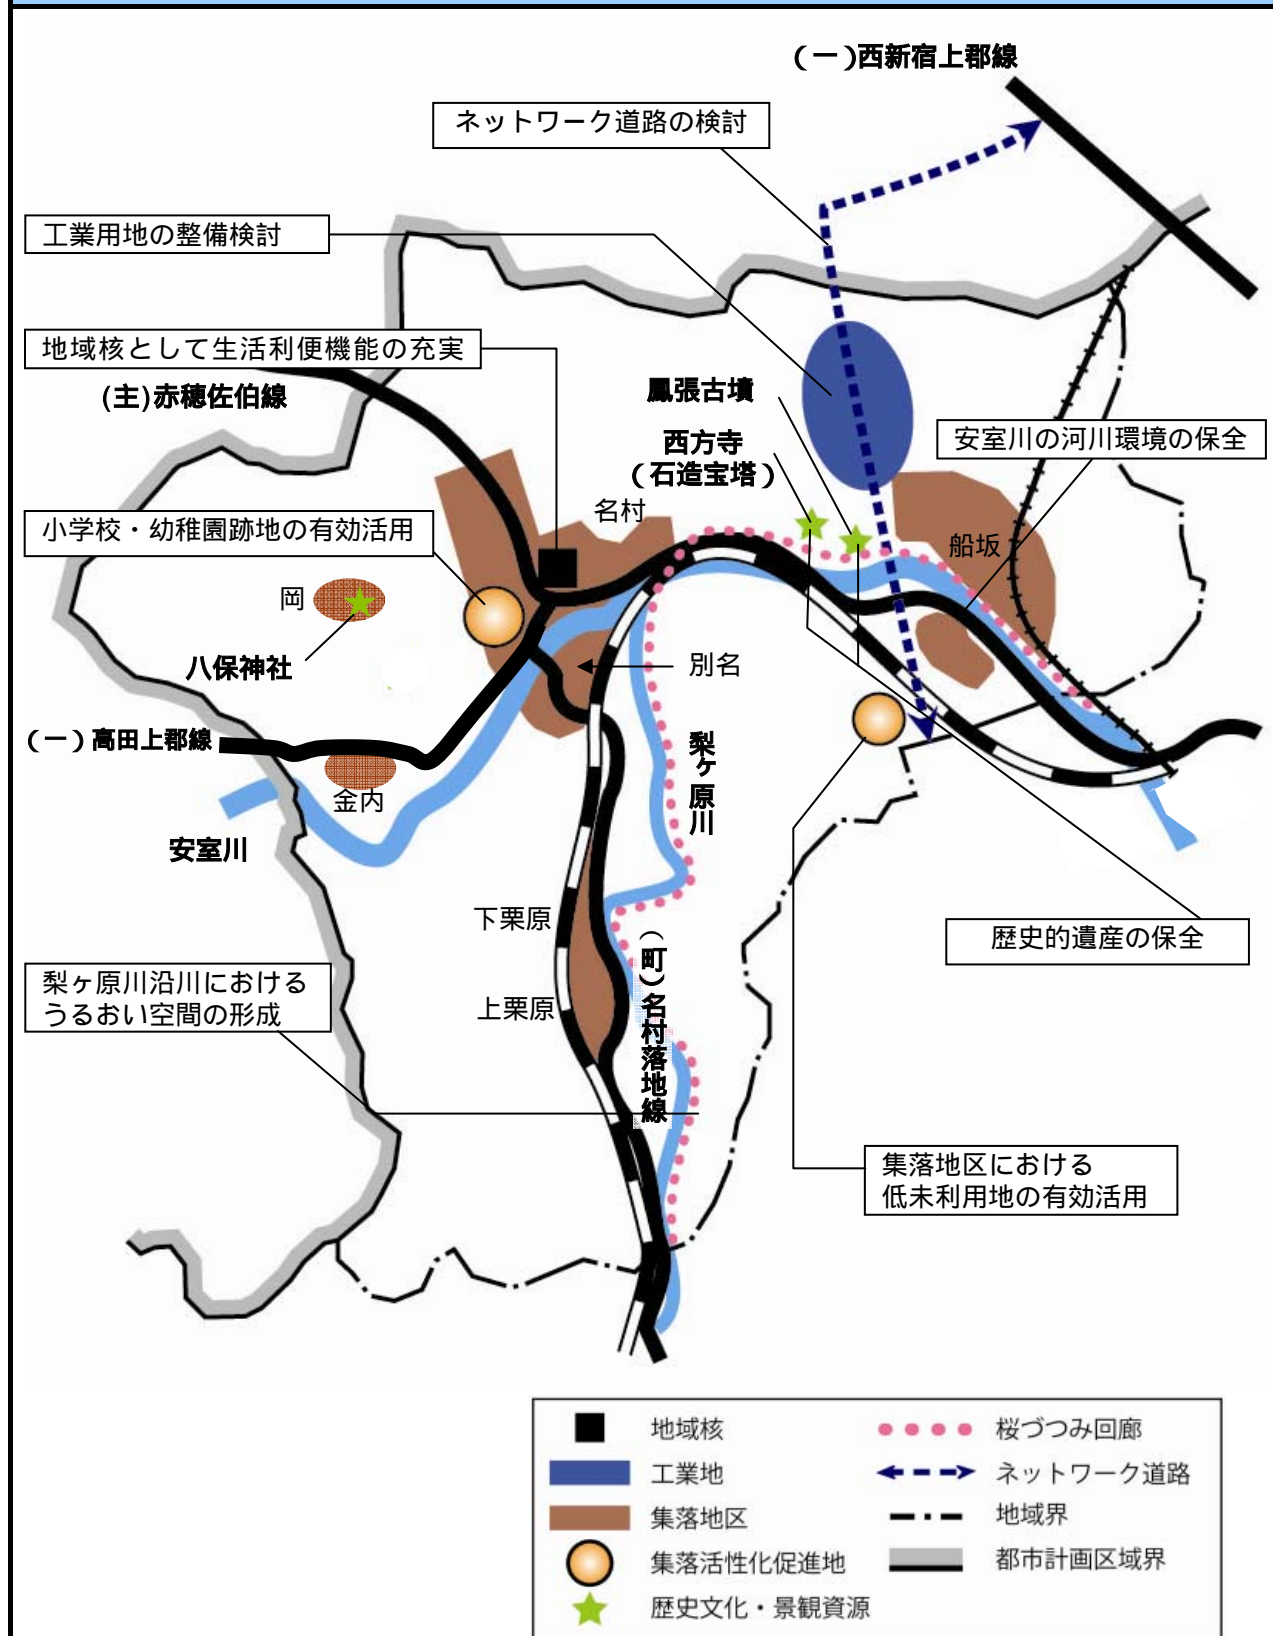 (一)西新宿上郡線
ネットワーク道路の検討
工業用地の整備検討
地域核として生活利便機能の充実
(主)赤穂佐伯線
鳳張古墳
西方寺
(石造宝塔)
安室川の河川環境の保全
名村
小学校・幼稚園跡地の有効活用
船坂
岡
八保神社
別名
(一)高田上郡線
梨ヶ原川
金内
安室川
下栗原
歴史的遺産の保全
(町)名村落地線
梨ヶ原川沿川における
うるおい空間の形成
上栗原
集落地区における
低未利用地の有効活用
地域核
工業地
集落地区
集落活性化促進地
歴史文化・景観資源
桜づつみ回廊
ネットワーク道路
地域界
都市計画区域界